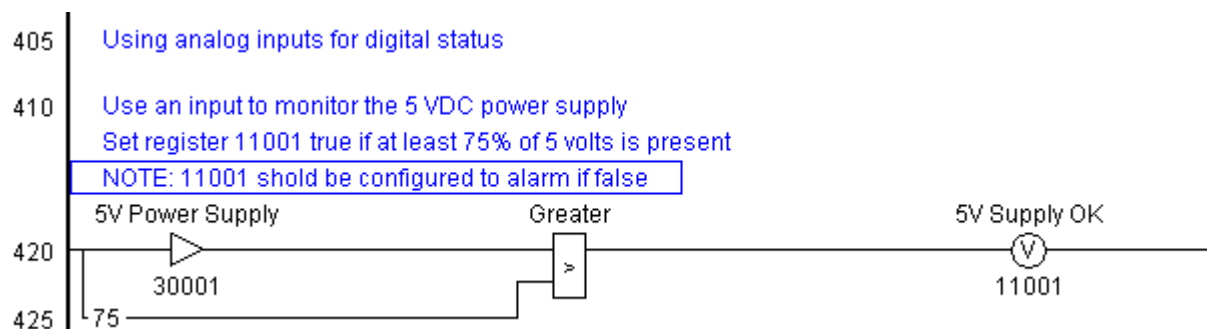 405 Using analog inputs for digital status
410 Use an input to monitor the 5 VDC power supply
Set register 11001 true if at least 75% of 5 volts is present
NOTE: 11001 shold be configured to alarm if false
5V Power Supply Greater 5V Supply OK
420 > V
30001 11001
425 75